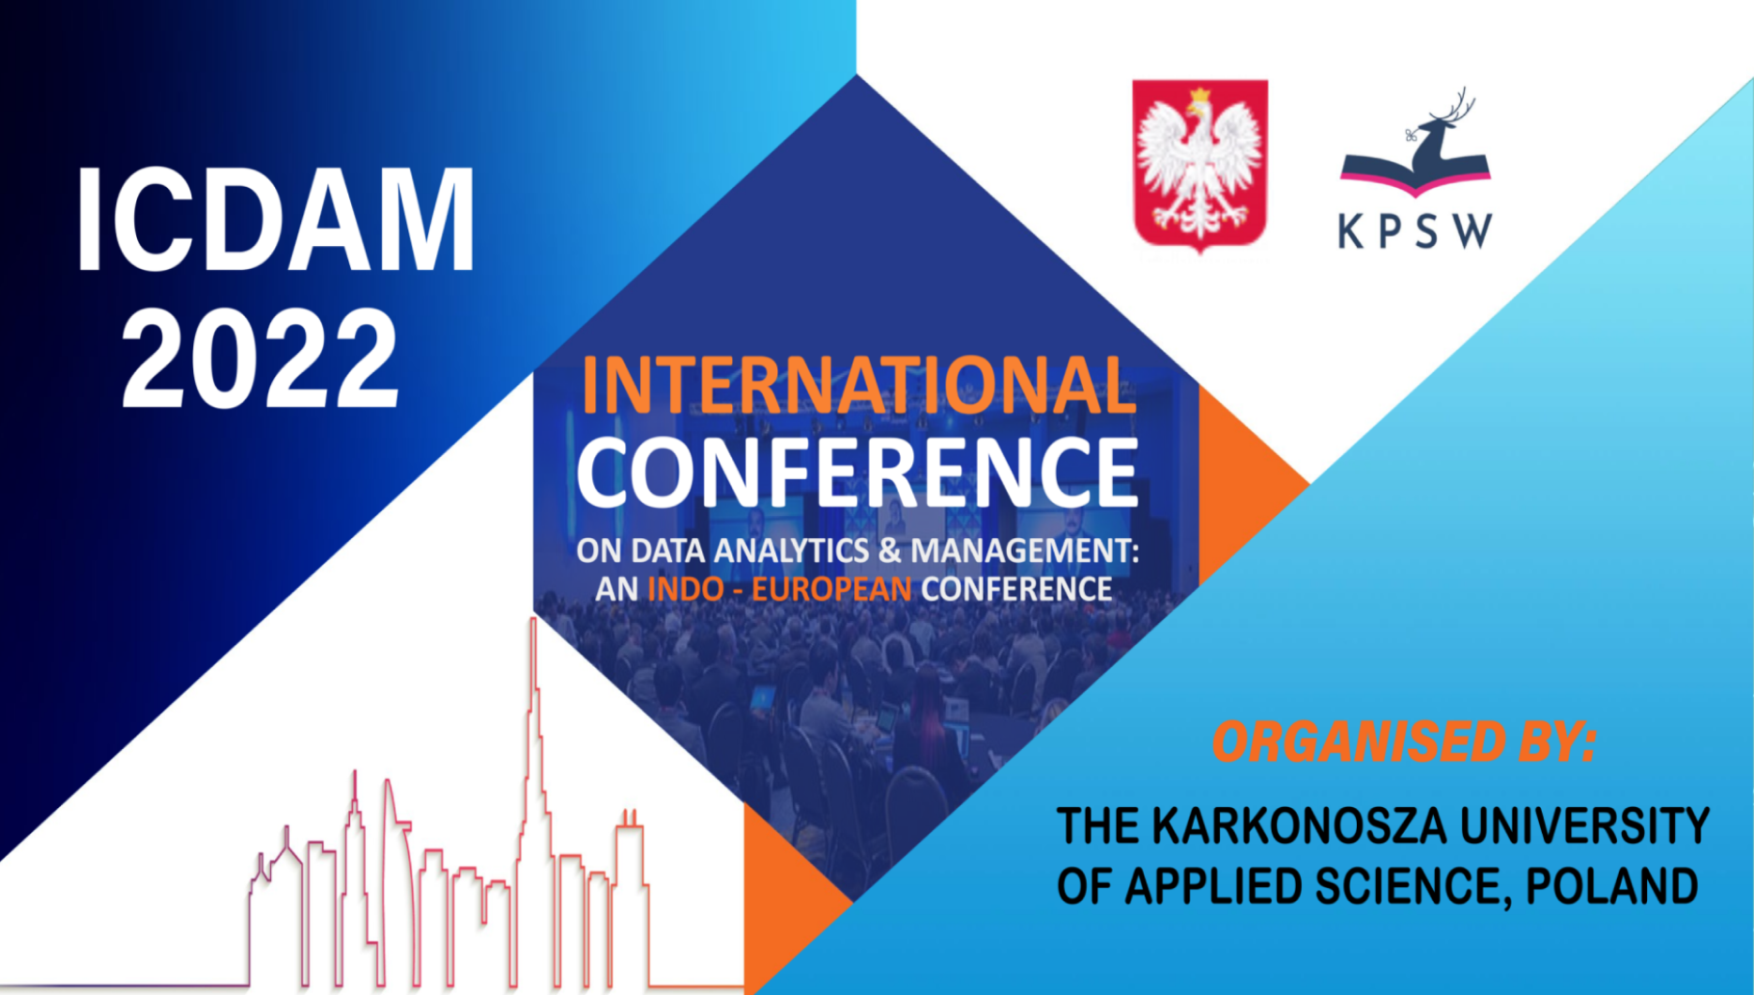 ICDAM
2022
KPSW
INTERNATIONAL
CONFERENCE
ON DATA ANALYTICS & MANAGEMENT:
AN INDO - EUROPEAN CONFERENCE
ORGANISED BY:
THE KARKONOSZA UNIVERSITY
OF APPLIED SCIENCE, POLAND